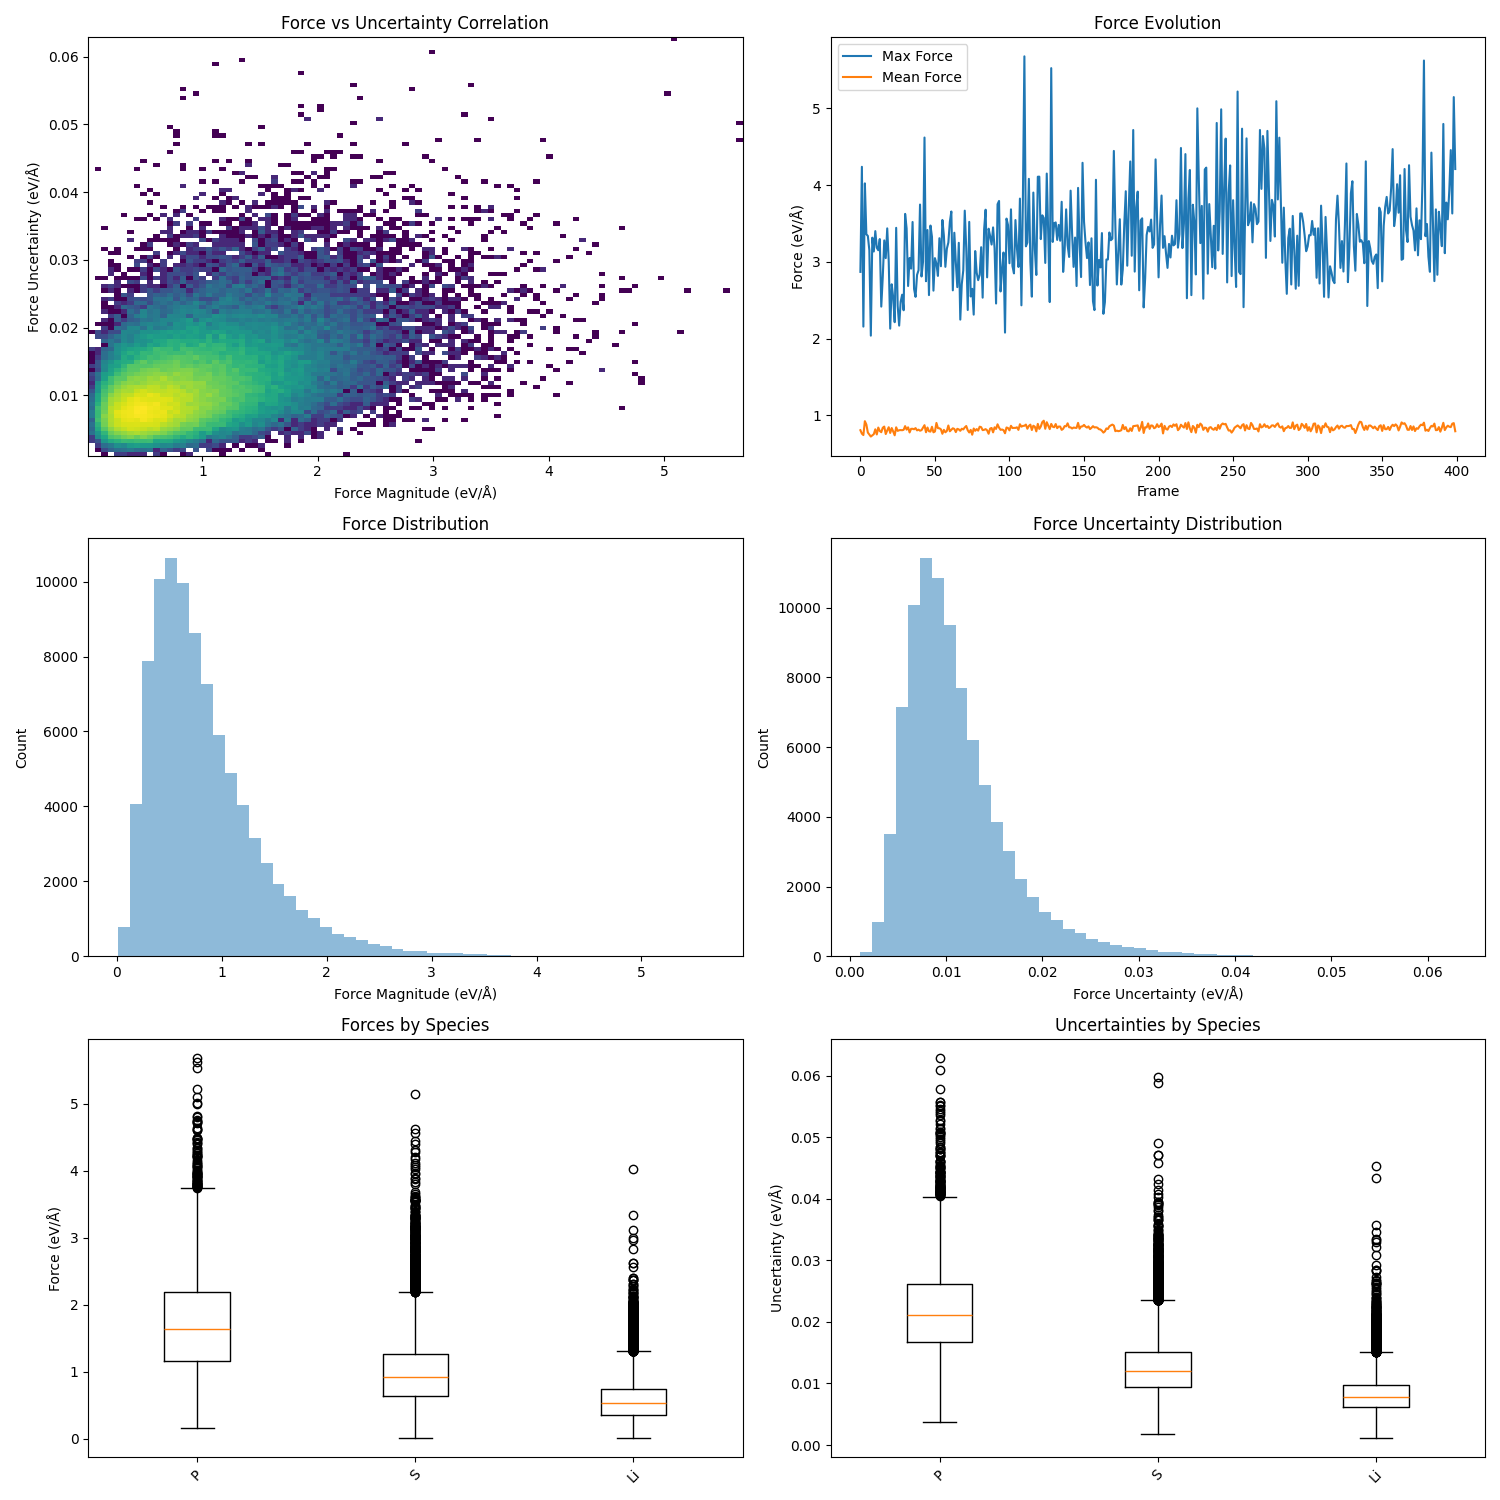 Force vs Uncertainty Correlation
Force Uncertainty (eV/Å)
0.06
0.05
0.04
0.03
0.02
0.01
1 2 3 4 5
Force Magnitude (eV/Å)
Force Evolution
Max Force
Mean Force
Force (eV/Å)
5
4
3
2
1
0 50 100 150 200 250 300 350 400
Frame
Force Distribution
Count
10000
8000
6000
4000
2000
0
0 1 2 3 4 5
Force Magnitude (eV/Å)
Force Uncertainty Distribution
Count
10000
8000
6000
4000
2000
0
0.00 0.01 0.02 0.03 0.04 0.05 0.06
Force Uncertainty (eV/Å)
Forces by Species
Force (eV/Å)
5
4
3
2
1
0
P S Li
Uncertainties by Species
Uncertainty (eV/Å)
0.06
0.05
0.04
0.03
0.02
0.01
0.00
P S Li